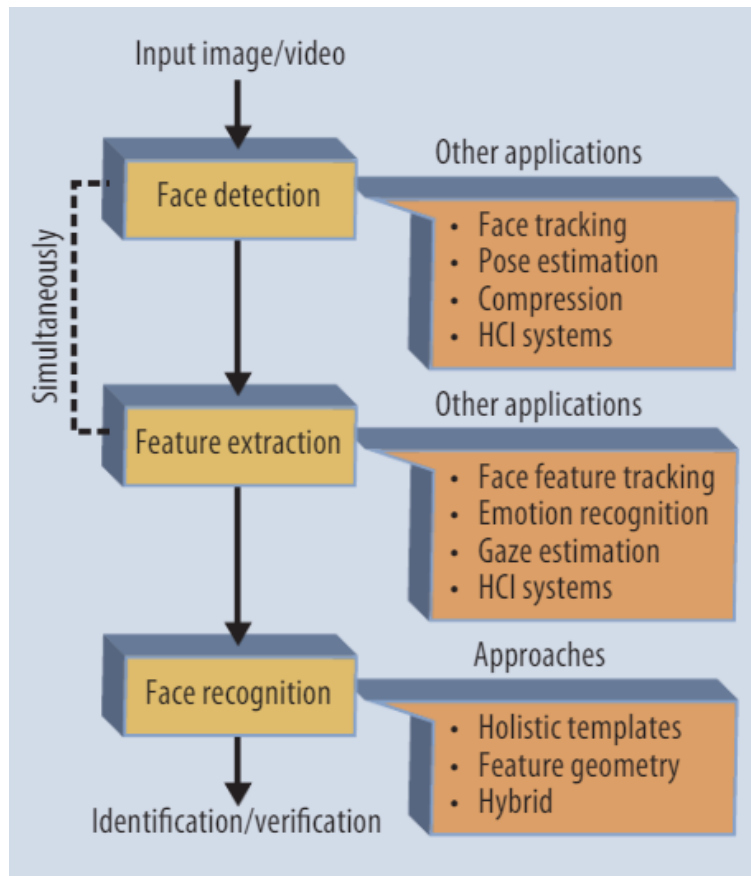 Input image/video
Face detection
Other applications
• Face tracking
• Pose estimation
• Compression
• HCI systems
Simultaneously
Feature extraction
Other applications
• Face feature tracking
• Emotion recognition
• Gaze estimation
• HCI systems
Face recognition
Approaches
• Holistic templates
• Feature geometry
• Hybrid
Identification/verification